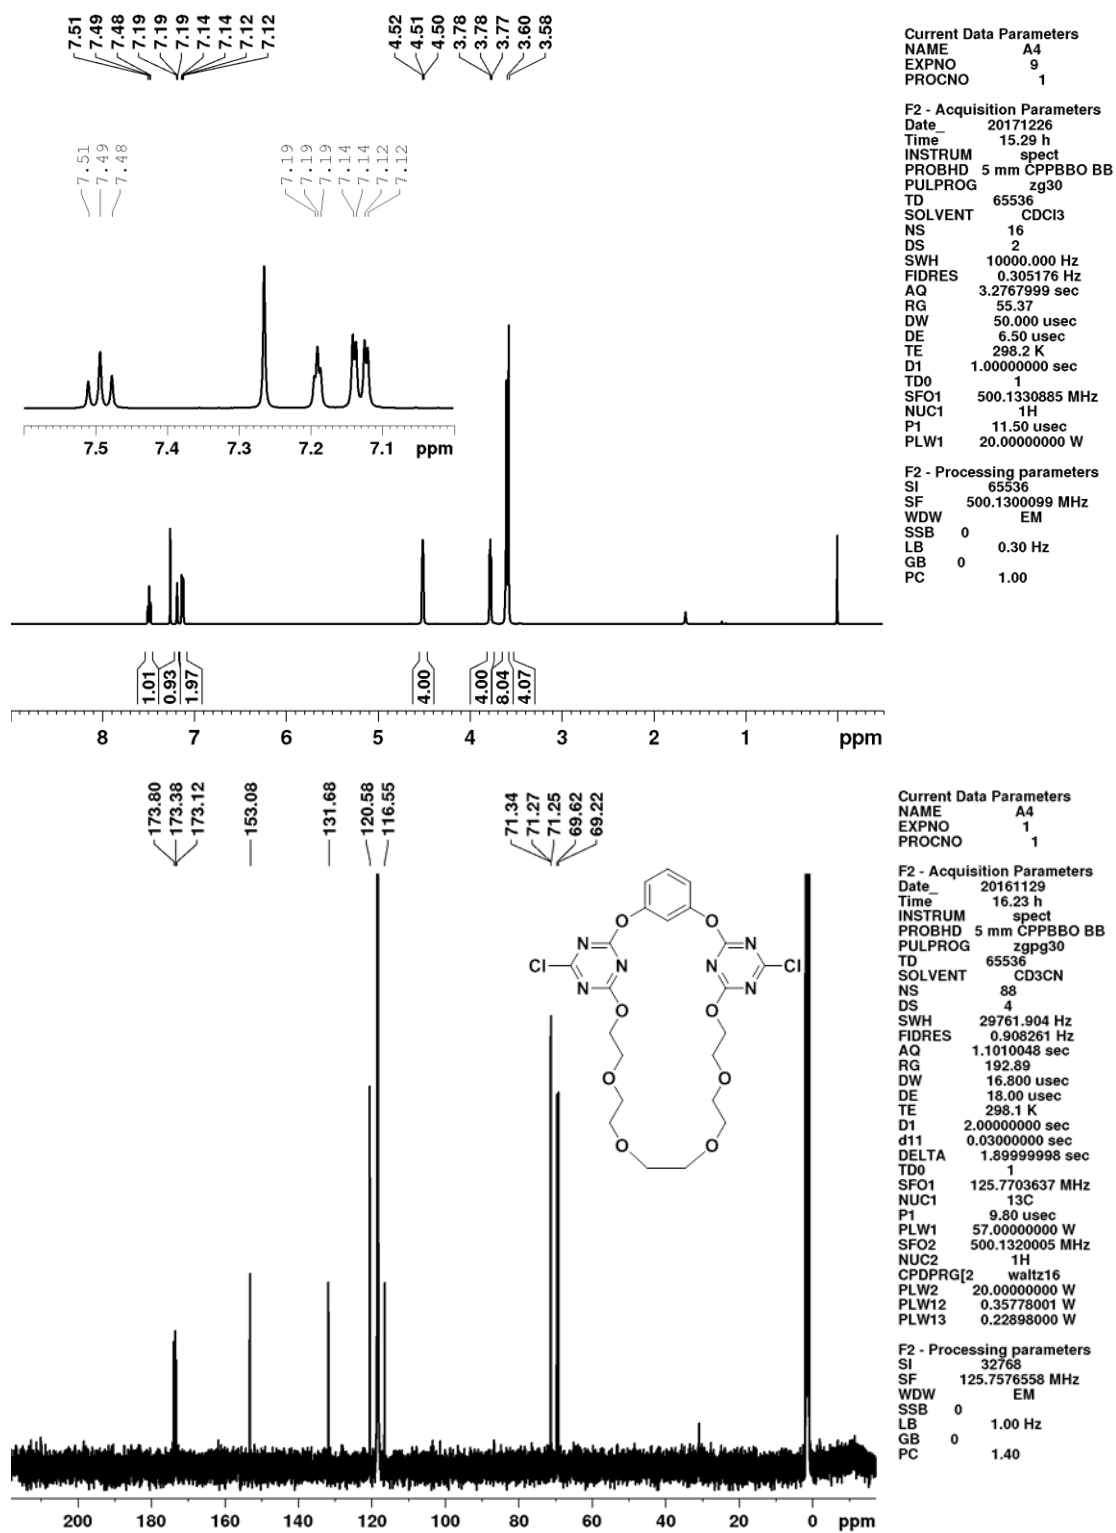 7.51
7.49
7.48
7.19
7.19
7.19
7.14
7.14
7.12
7.12
4.52
4.51
4.50
3.78
3.78
3.77
3.60
3.58
7.51
7.49
7.48
7.19
7.19
7.19
7.14
7.14
7.12
7.12
7.5 7.4 7.3 7.2 7.1 ppm
1.01
0.93
1.97
4.00
4.00
8.04
4.07
8 7 6 5 4 3 2 1 ppm
Current Data Parameters
NAME A4
EXPNO 9
PROCNO 1
F2 - Acquisition Parameters
Date_ 20171226
Time 15.29 h
INSTRUM spect
PROBHD 5 mm CPPBBO BB
PULPROG zg30
TD 65536
SOLVENT CDCl3
NS 16
DS 2
SWH 10000.000 Hz
FIDRES 0.305176 Hz
AQ 3.2767999 sec
RG 55.37
DW 50.000 usec
DE 6.50 usec
TE 298.2 K
D1 1.00000000 sec
TD0 1
SFO1 500.1330885 MHz
NUC1 1H
P1 11.50 usec
PLW1 20.00000000 W
F2 - Processing parameters
SI 65536
SF 500.1300099 MHz
WDW EM
SSB 0
LB 0.30 Hz
GB 0
PC 1.00
173.80
173.38
173.12
153.08
131.68
120.58
116.55
71.34
71.27
71.25
69.62
69.22
O O
N N N N
Cl N N Cl
N N
O O
O O
O O
200 180 160 140 120 100 80 60 40 20 0 ppm
Current Data Parameters
NAME A4
EXPNO 1
PROCNO 1
F2 - Acquisition Parameters
Date_ 20161129
Time 16.23 h
INSTRUM spect
PROBHD 5 mm CPPBBO BB
PULPROG zgpg30
TD 65536
SOLVENT CD3CN
NS 88
DS 4
SWH 29761.904 Hz
FIDRES 0.908261 Hz
AQ 1.1010048 sec
RG 192.89
DW 16.800 usec
DE 18.00 usec
TE 298.1 K
D1 2.00000000 sec
d11 0.03000000 sec
DELTA 1.89999998 sec
TD0 1
SFO1 125.7703637 MHz
NUC1 13C
P1 9.80 usec
PLW1 57.00000000 W
SFO2 500.1320005 MHz
NUC2 1H
CPDPRG[2 waltz16
PLW2 20.00000000 W
PLW12 0.35778001 W
PLW13 0.22898000 W
F2 - Processing parameters
SI 32768
SF 125.7576558 MHz
WDW EM
SSB 0
LB 1.00 Hz
GB 0
PC 1.40